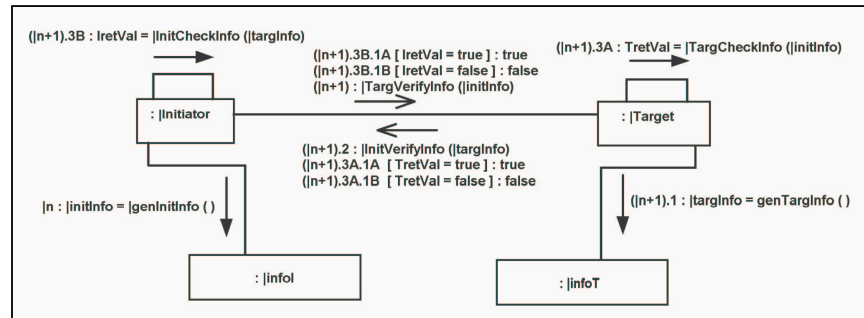 (|n+1).3B : IretVal = |InitCheckInfo (|targInfo)
(|n+1).3B.1A [ IretVal = true ] : true
(|n+1).3B.1B [ IretVal = false ] : false
(|n+1) : |TargVerifyInfo (|initInfo)
(|n+1).3A : TretVal = |TargCheckInfo (|initInfo)
: |Initiator
: |Target
(|n+1).2 : |InitVerifyInfo (|targInfo)
(|n+1).3A.1A [ TretVal = true ] : true
(|n+1).3A.1B [ TretVal = false ] : false
|n : |initInfo = |genInitInfo ( )
(|n+1).1 : |targInfo = genTargInfo ( )
: |infoI
: |infoT